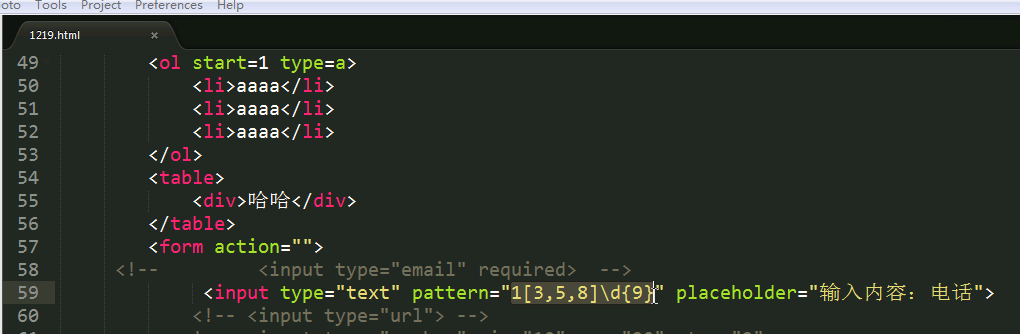 oto Tools Project Preferences Help
1219.html ×
49 <ol start=1 type=a>
50 <li>aaaa</li>
51 <li>aaaa</li>
52 <li>aaaa</li>
53 </ol>
54 <table>
55 <div>哈哈</div>
56 </table>
57 <form action="">
58 <!-- <input type="email" required> -->
59 <input type="text" pattern="1[3,5,8]\d{9}" placeholder="输入内容：电话">
60 <!-- <input type="url"> -->